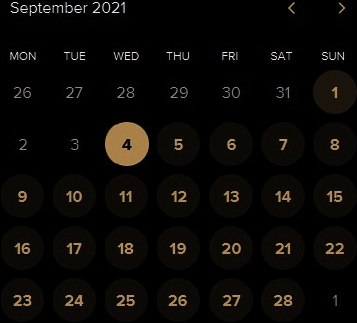 September 2021 < >
MON TUE WED THU FRI SAT SUN
26 27 28 29 30 31 1
2 3 4 5 6 7 8
9 10 11 12 13 14 15
16 17 18 19 20 21 22
23 24 25 26 27 28 1